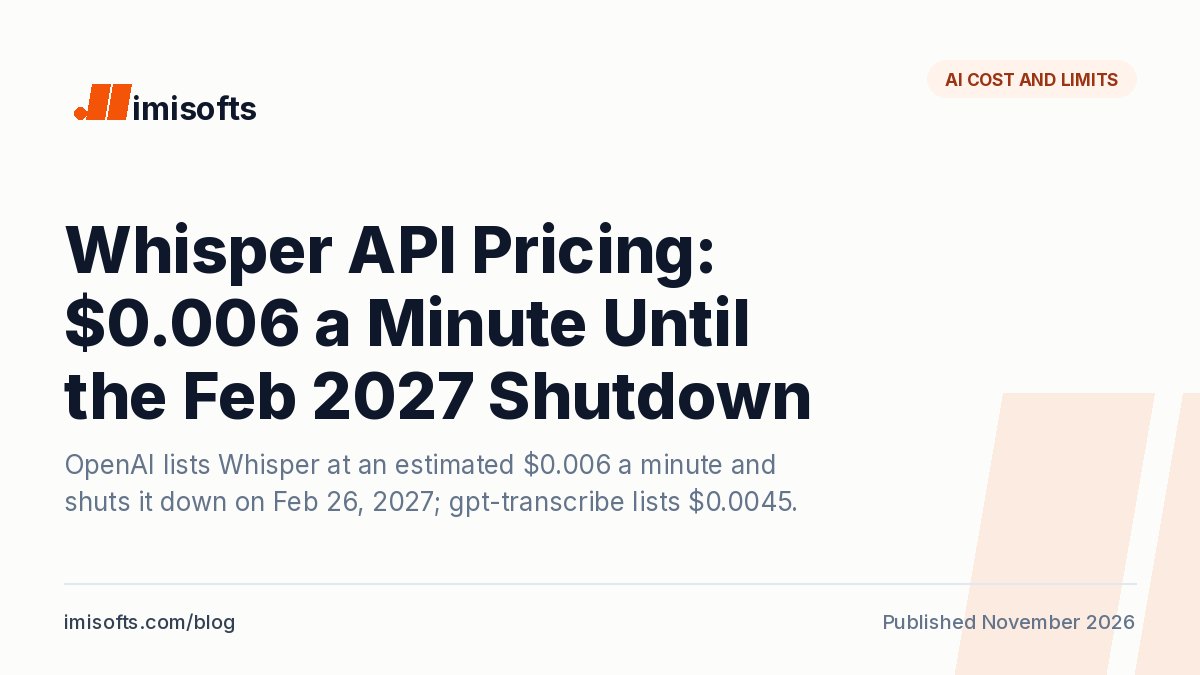 imisofts
AI COST AND LIMITS
Whisper API Pricing:
$0.006 a Minute Until
the Feb 2027 Shutdown
OpenAI lists Whisper at an estimated $0.006 a minute and
shuts it down on Feb 26, 2027; gpt-transcribe lists $0.0045.
imisofts.com/blog
Published November 2026